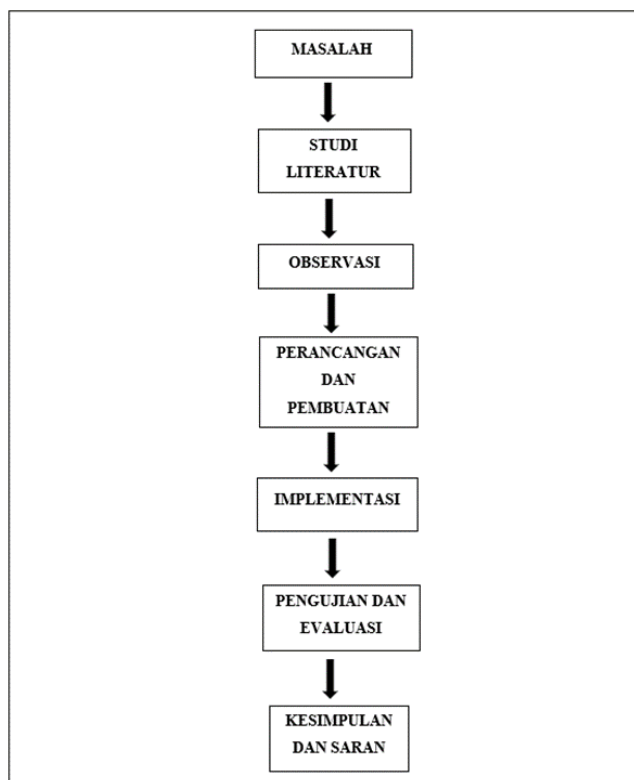 MASALAH
STUDI
LITERATUR
OBSERVASI
PERANCANGAN
DAN
PEMBUATAN
IMPLEMENTASI
PENGUJIAN DAN
EVALUASI
KESIMPULAN
DAN SARAN